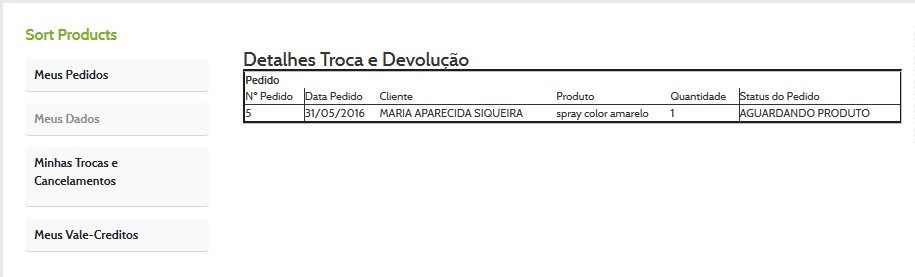 Sort Products
Meus Pedidos
Meus Dados
Minhas Trocas e
Cancelamentos
Meus Vale-Creditos
Detalhes Troca e Devolução
Pedido
Nº Pedido Data Pedido Cliente Produto Quantidade Status do Pedido
5 31/05/2016 MARIA APARECIDA SIQUEIRA spray color amarelo 1 AGUARDANDO PRODUTO